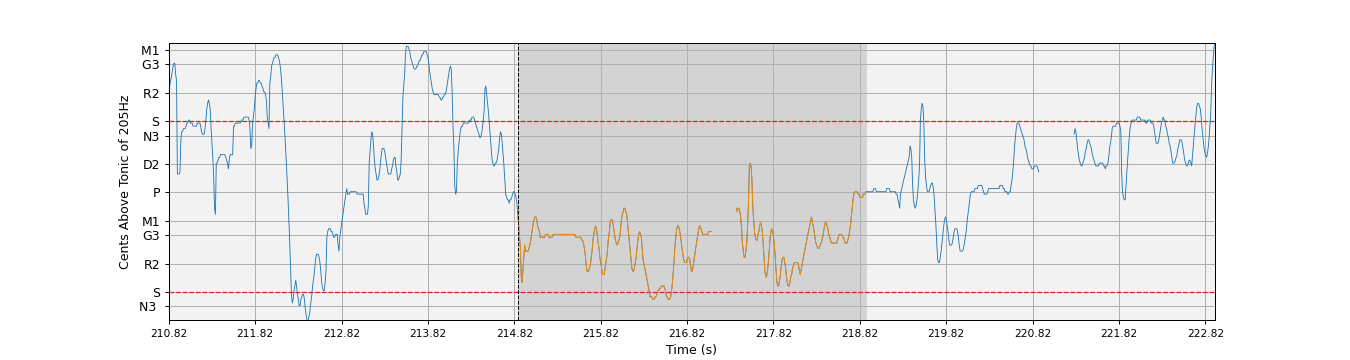 Cents Above Tonic of 205Hz
M1
G3
R2
S
N3
D2
P
M1
G3
R2
S
N3
210.82 211.82 212.82 213.82 214.82 215.82 216.82 217.82 218.82 219.82 220.82 221.82 222.82
Time (s)